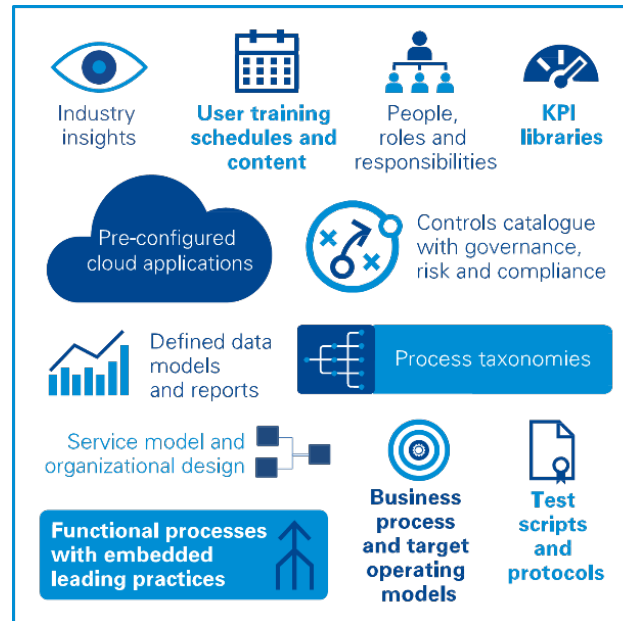 Industry
insights
User training
schedules and
content
People,
roles and
responsibilities
KPI
libraries
Pre-configured
cloud applications
Controls catalogue
with governance,
risk and compliance
Defined data
models
and reports
Process taxonomies
Service model and
organizational design
Functional processes
with embedded
leading practices
Business
process
and target
operating
models
Test
scripts
and
protocols